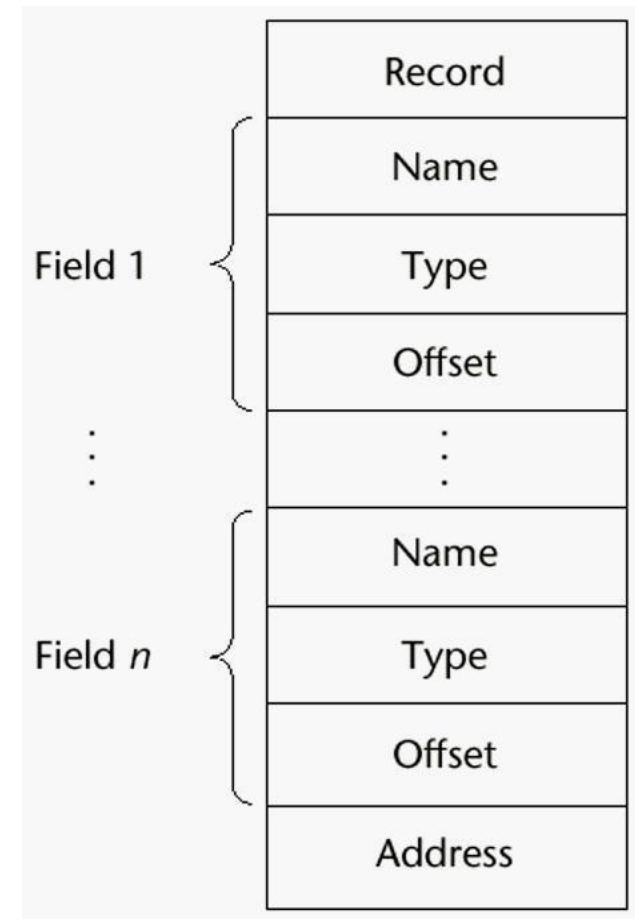 Record
Name
Field 1
Type
Offset
⋮ ⋮
Name
Field n
Type
Offset
Address